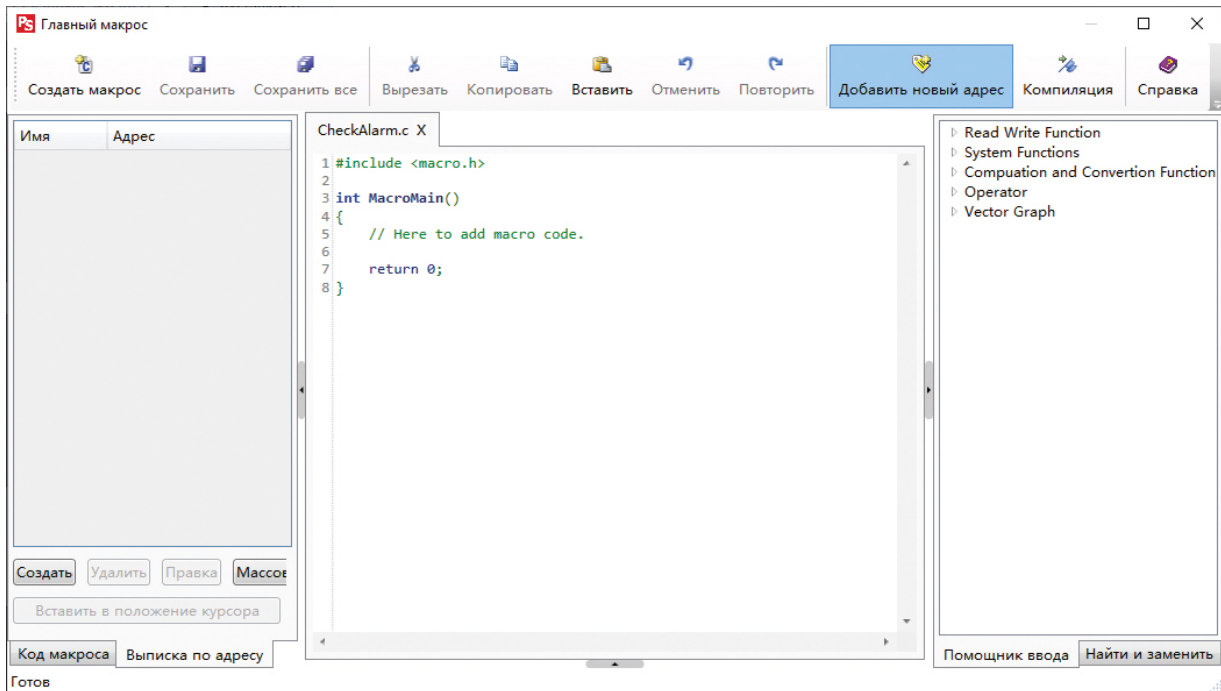 PS Главный макрос
Создать макрос Сохранить Сохранить все Вырезать Копировать Вставить Отменить Повторить Добавить новый адрес Компиляция Справка
Имя Адрес
CheckAlarm.c X
1 #include <macro.h>
2
3 int MacroMain()
4 {
5 // Here to add macro code.
6
7 return 0;
8 }
Read Write Function
System Functions
Compuation and Convertion Function
Operator
Vector Graph
Создать Удалить Правка Массов
Вставить в положение курсора
Код макроса Выписка по адресу
Помощник ввода Найти и заменить
Готов